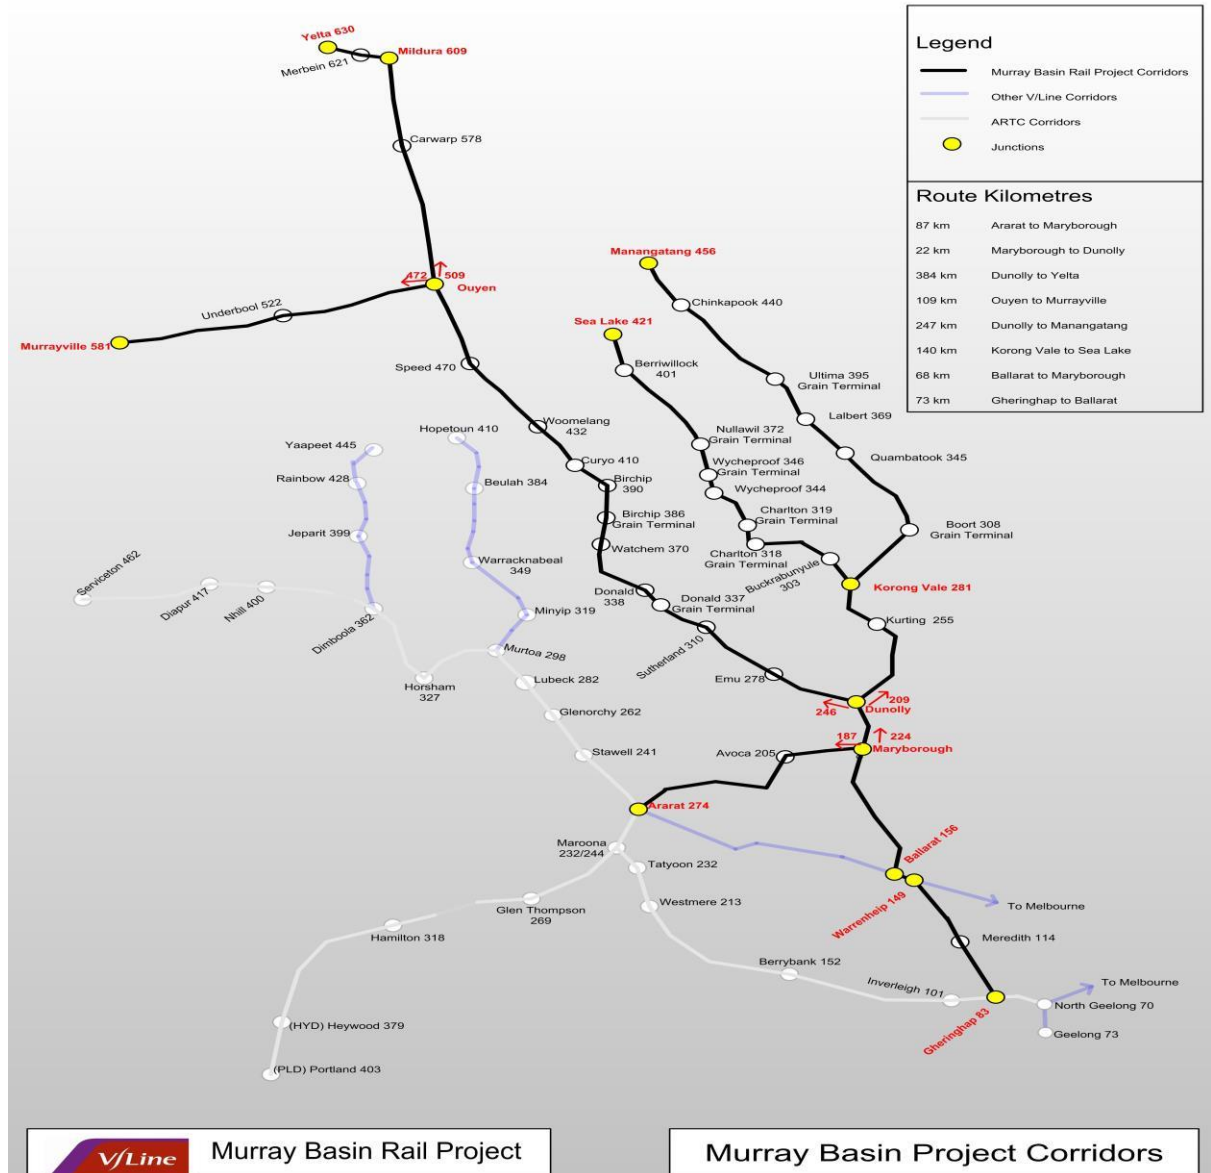 Yelta 630
Merbein 621
Mildura 609
Carwarp 578
472
509
Ouyen
Underbool 522
Murrayville 581
Speed 470
Woomelang
432
Curyo 410
Birchip
390
Birchip 386
Grain Terminal
Watchem 370
Donald
338
Donald 337
Grain Terminal
Sutherland 310
Emu 278
Manangatang 456
Chinkapook 440
Ultima 395
Grain Terminal
Lalbert 369
Quambatook 345
Boort 308
Grain Terminal
Sea Lake 421
Berriwillock
401
Nullawil 372
Grain Terminal
Wycheproof 346
Grain Terminal
Wycheproof 344
Charlton 319
Grain Terminal
Charlton 318
Grain Terminal
Buckrabunyule
303
Korong Vale 281
Kurting 255
246
209
Dunolly
187
224
Maryborough
Avoca 205
Ararat 274
Yaapeet 445
Rainbow 428
Jeparit 399
Hopetoun 410
Beulah 384
Warracknabeal
349
Minyip 319
Murtoa 298
Serviceton 462
Diapur 417
Nhill 400
Dimboola 362
Horsham
327
Lubeck 282
Glenorchy 262
Stawell 241
Maroona
232/244
Tatyoon 232
Westmere 213
Glen Thompson
269
Hamilton 318
(HYD) Heywood 379
(PLD) Portland 403
Berrybank 152
Inverleigh 101
Ballarat 156
Warrenheip 149
To Melbourne
Meredith 114
Gheringhap 83
To Melbourne
North Geelong 70
Geelong 73
Legend
Murray Basin Rail Project Corridors
Other V/Line Corridors
ARTC Corridors
Junctions
Route Kilometres
87 km Ararat to Maryborough
22 km Maryborough to Dunolly
384 km Dunolly to Yelta
109 km Ouyen to Murrayville
247 km Dunolly to Manangatang
140 km Korong Vale to Sea Lake
68 km Ballarat to Maryborough
73 km Gheringhap to Ballarat
V/Line
Murray Basin Rail Project
Murray Basin Project Corridors